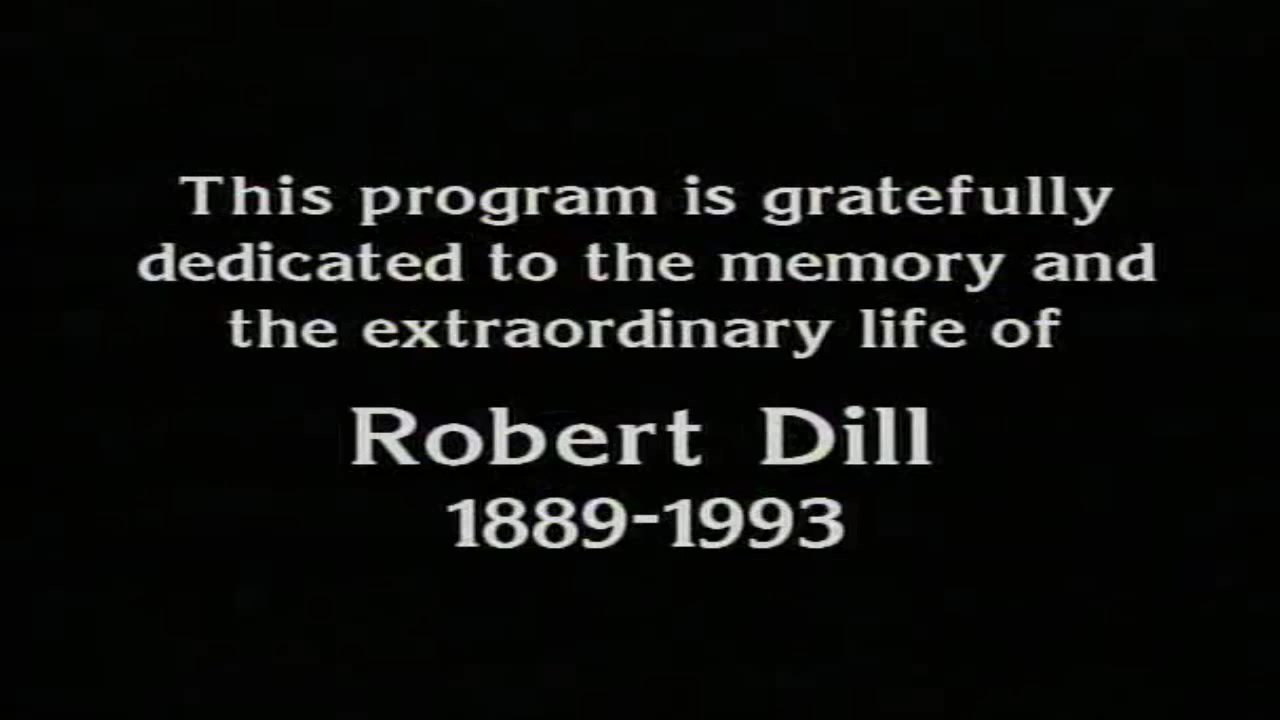 This program is gratefully
dedicated to the memory and
the extraordinary life of
Robert Dill
1889-1993